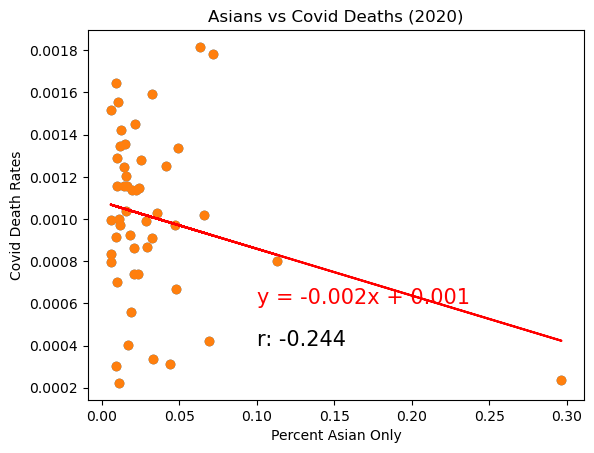 Asians vs Covid Deaths (2020)
Covid Death Rates
0.0018
0.0016
0.0014
0.0012
0.0010
0.0008
0.0006
0.0004
0.0002
y = -0.002x + 0.001
r: -0.244
0.00 0.05 0.10 0.15 0.20 0.25 0.30
Percent Asian Only